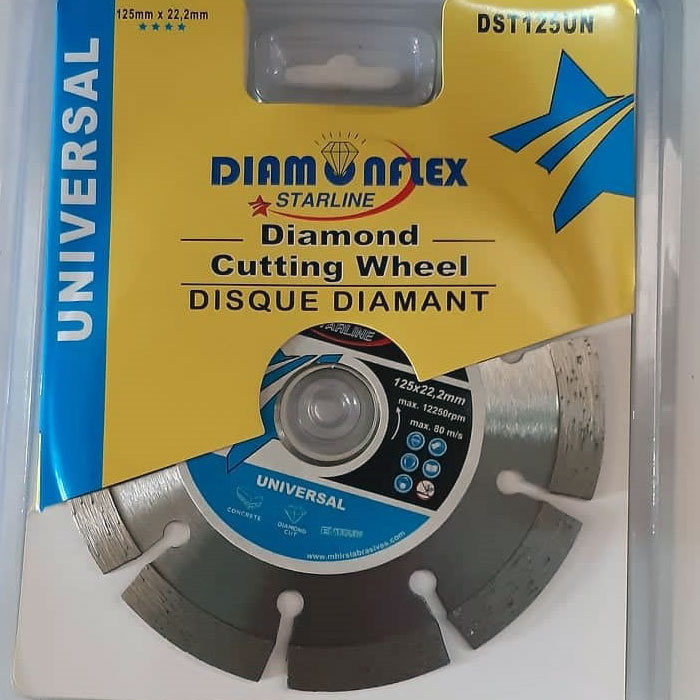 125mm x 22,2mm
DST125UN
UNIVERSAL
DIAMONFLEX
STARLINE
Diamond
Cutting Wheel
DISQUE DIAMANT
STARLINE
125x22,2mm
max. 12250rpm
max. 80 m/s
UNIVERSAL
CONCRETE
DIAMOND
CUT